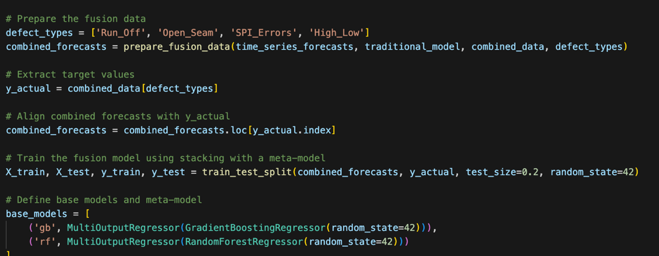 # Prepare the fusion data
defect_types = ['Run_Off', 'Open_Seam', 'SPI_Errors', 'High_Low']
combined_forecasts = prepare_fusion_data(time_series_forecasts, traditional_model, combined_data, defect_types)
# Extract target values
y_actual = combined_data[defect_types]
# Align combined forecasts with y_actual
combined_forecasts = combined_forecasts.loc[y_actual.index]
# Train the fusion model using stacking with a meta-model
X_train, X_test, y_train, y_test = train_test_split(combined_forecasts, y_actual, test_size=0.2, random_state=42)
# Define base models and meta-model
base_models = [
    ('gb', MultiOutputRegressor(GradientBoostingRegressor(random_state=42))),
    ('rf', MultiOutputRegressor(RandomForestRegressor(random_state=42)))
]